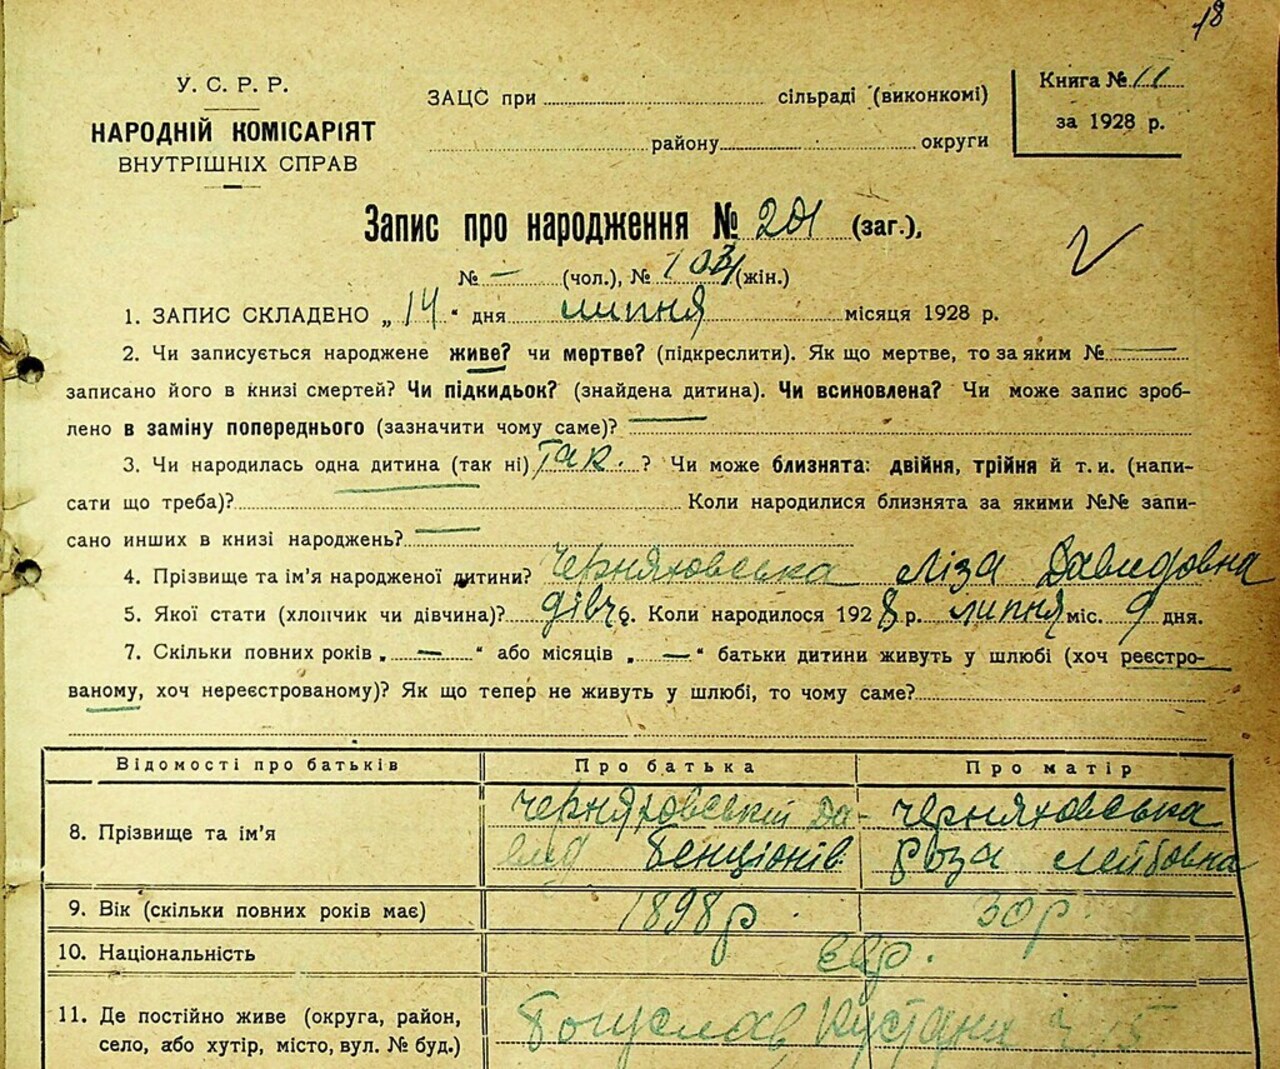 18
У. С. Р. Р.
НАРОДНІЙ КОМІСАРІЯТ
ВНУТРІШНІХ СПРАВ
ЗАЦС при сільраді (виконкомі)
району округи
Книга № II
за 1928 р.
Запис про народження № 201 (заг.),
№ — (чол.), № 103 (жін.)
1. ЗАПИС СКЛАДЕНО „14" дня липня місяця 1928 р.
2. Чи записується народжене живе? чи мертве? (підкреслити). Як що мертве, то за яким № —
записано його в книзі смертей? Чи підкидьок? (знайдена дитина). Чи всиновлена? Чи може запис зроб-
лено в заміну попереднього (зазначити чому саме)? —
3. Чи народилась одна дитина (так ні) так. ? Чи може близнята: двійня, трійня й т. и. (напи-
сати що треба)? Коли народилися близнята за якими №№ запи-
сано инших в книзі народжень? —
4. Прізвище та ім'я народженої дитини? Черняховська Ліза Давидовна
5. Якої стати (хлопчик чи дівчина)? дівч 6. Коли народилося 1928 р. липня міс. 9 дня.
7. Скільки повних років „ — " або місяців „ — " батьки дитини живуть у шлюбі (хоч реєстро-
ваному, хоч нереєстрованому)? Як що тепер не живуть у шлюбі, то чому саме?
Відомості про батьків Про батька Про матір
8. Прізвище та ім'я Черняховський Да- Черняховська
вид Бенціонів Роза Лейбовна
9. Вік (скільки повних років має) 1898 р. 30 р.
10. Національність євр.
11. Де постійно живе (округа, район,
село, або хутір, місто, вул. № буд.) Богуслав ч 15